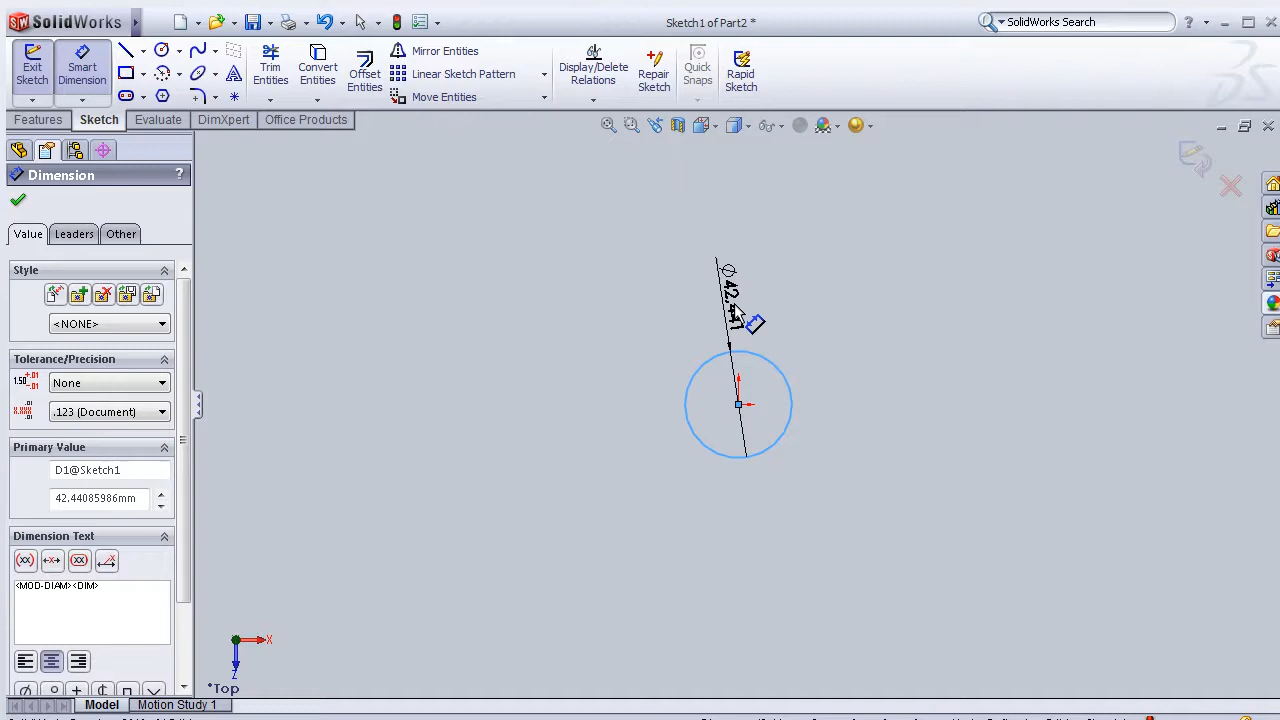 SolidWorks
Sketch1 of Part2 *
SolidWorks Search
?
Exit Sketch
Smart Dimension
Trim Entities
Convert Entities
Offset Entities
Mirror Entities
Linear Sketch Pattern
Move Entities
Display/Delete Relations
Repair Sketch
Quick Snaps
Rapid Sketch
Features
Sketch
Evaluate
DimXpert
Office Products
Dimension
?
Value
Leaders
Other
Style
<NONE>
Tolerance/Precision
None
.123 (Document)
Primary Value
D1@Sketch1
42.44085986mm
Dimension Text
(xx)
<MOD-DIAM><DIM>
X
Z
*Top
Model
Motion Study 1